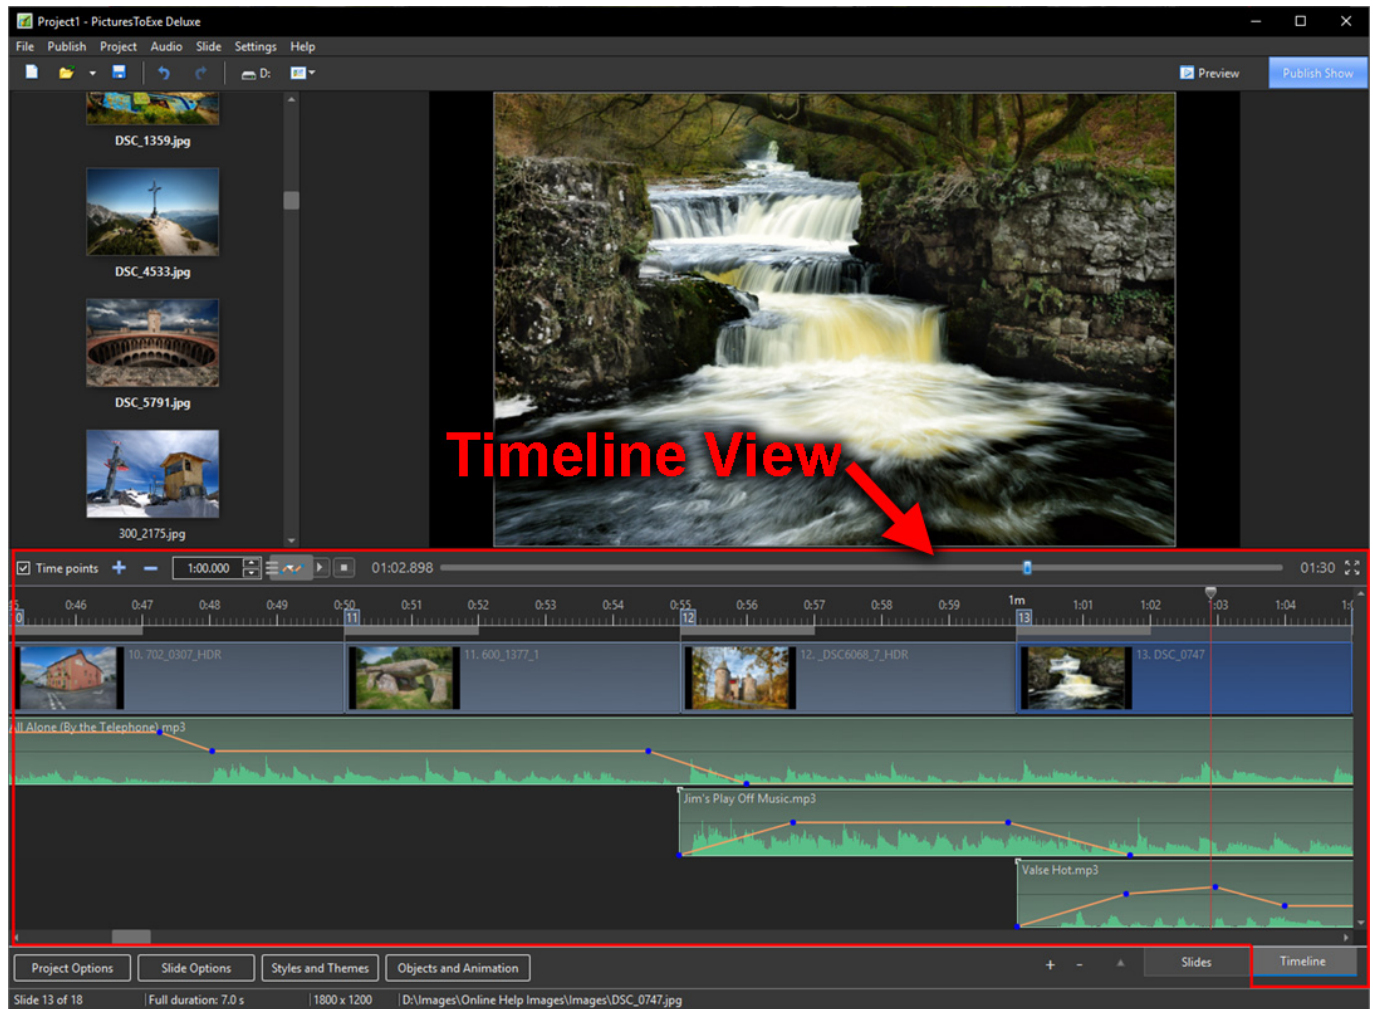 Project1 - PicturesToExe Deluxe
File Publish Project Audio Slide Settings Help
D: Preview Publish Show
DSC_1359.jpg
DSC_4533.jpg
DSC_5791.jpg
300_2175.jpg
Timeline View
Time points + - 1:00.000 01:02.898 01:30
0:46 0:47 0:48 0:49 0:50 0:51 0:52 0:53 0:54 0:55 0:56 0:57 0:58 0:59 1m 1:01 1:02 1:03 1:04
11 12 13
10. 702_0307_HDR 11. 600_1377_1 12. _DSC6068_7_HDR 13. DSC_0747
All Alone (By the Telephone).mp3
Jim's Play Off Music.mp3
Valse Hot.mp3
Project Options Slide Options Styles and Themes Objects and Animation + - Slides Timeline
Slide 13 of 18 Full duration: 7.0 s 1800 x 1200 D:\Images\Online Help Images\Images\DSC_0747.jpg